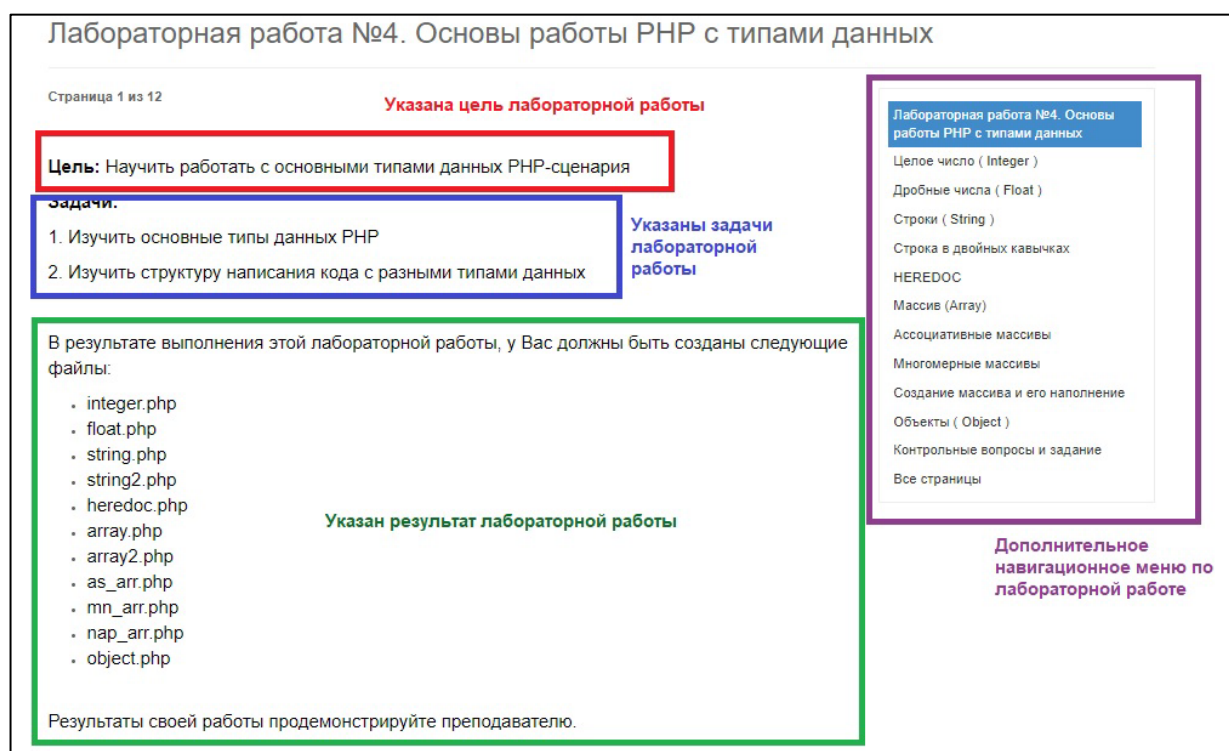 Лабораторная работа №4. Основы работы PHP с типами данных
Страница 1 из 12
Указана цель лабораторной работы
Цель: Научить работать с основными типами данных PHP-сценария
Задачи:
1. Изучить основные типы данных PHP
2. Изучить структуру написания кода с разными типами данных
Указаны задачи
лабораторной
работы
В результате выполнения этой лабораторной работы, у Вас должны быть созданы следующие
файлы:
integer.php
float.php
string.php
string2.php
heredoc.php
array.php
array2.php
as_arr.php
mn_arr.php
nap_arr.php
object.php
Указан результат лабораторной работы
Результаты своей работы продемонстрируйте преподавателю.
Лабораторная работа №4. Основы
работы PHP с типами данных
Целое число ( Integer )
Дробные числа ( Float )
Строки ( String )
Строка в двойных кавычках
HEREDOC
Массив (Array)
Ассоциативные массивы
Многомерные массивы
Создание массива и его наполнение
Объекты ( Object )
Контрольные вопросы и задание
Все страницы
Дополнительное
навигационное меню по
лабораторной работе